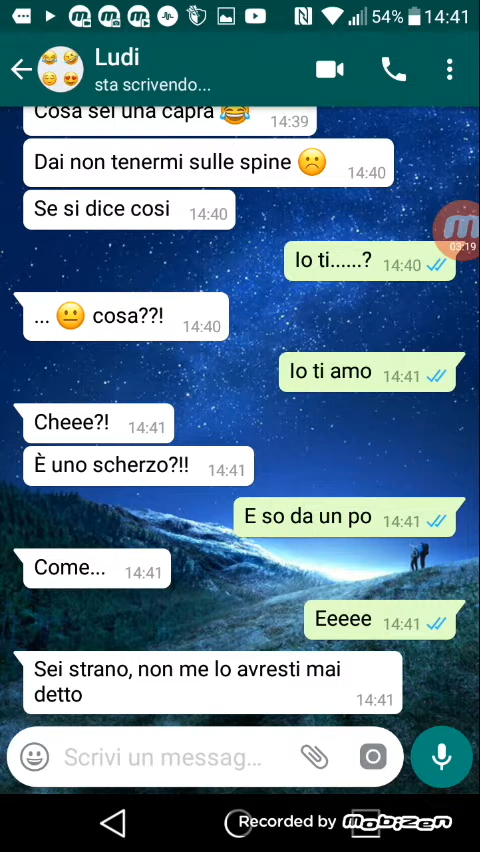 54% 14:41
Ludi
sta scrivendo...
Cosa sei una capra 😂 14:39
Dai non tenermi sulle spine ☹️ 14:40
Se si dice cosi 14:40
03:19
Io ti......? 14:40
... 😐 cosa??! 14:40
Io ti amo 14:41
Cheee?! 14:41
È uno scherzo?!! 14:41
E so da un po 14:41
Come... 14:41
Eeeee 14:41
Sei strano, non me lo avresti mai
detto 14:41
Scrivi un messag...
Recorded by Mobizen